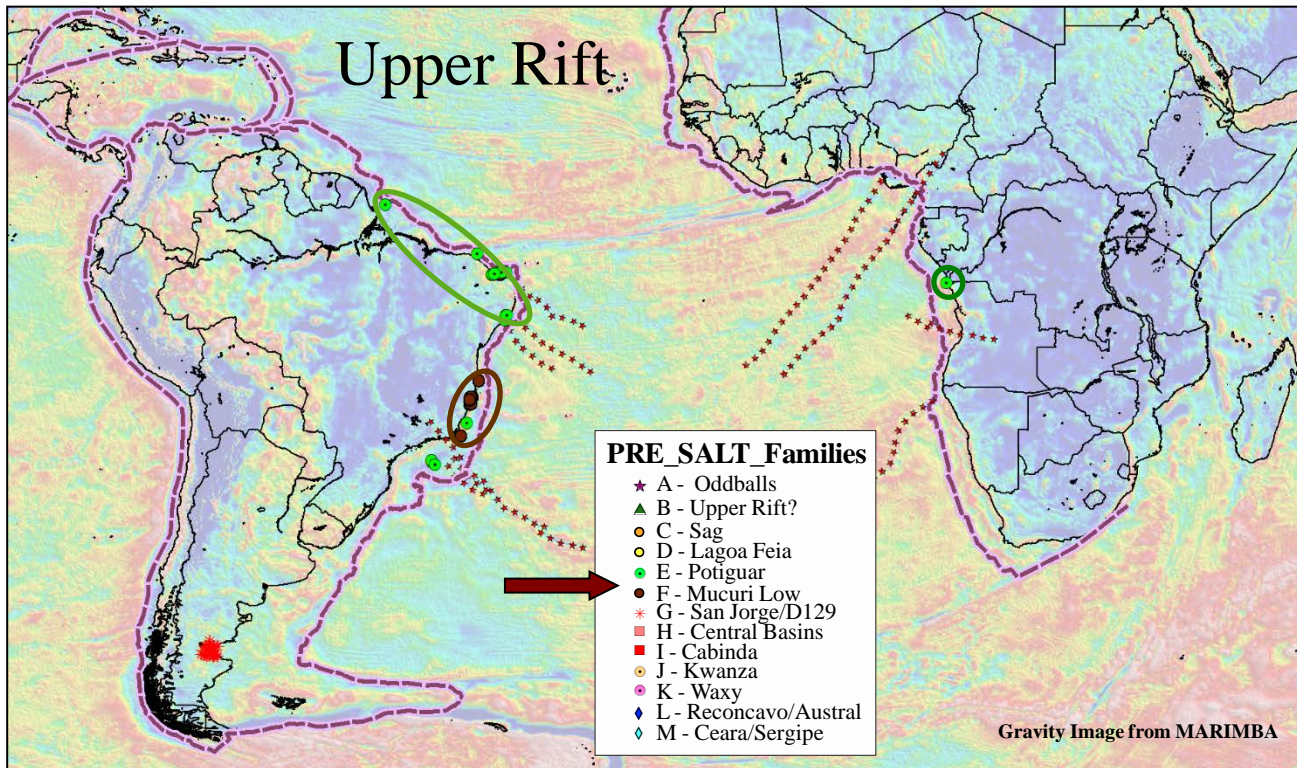 Upper Rift
PRE_SALT_Families
A - Oddballs
B - Upper Rift?
C - Sag
D - Lagoa Feia
E - Potiguar
F - Mucuri Low
G - San Jorge/D129
H - Central Basins
I - Cabinda
J - Kwanza
K - Waxy
L - Reconcavo/Austral
M - Ceara/Sergipe
Gravity Image from MARIMBA